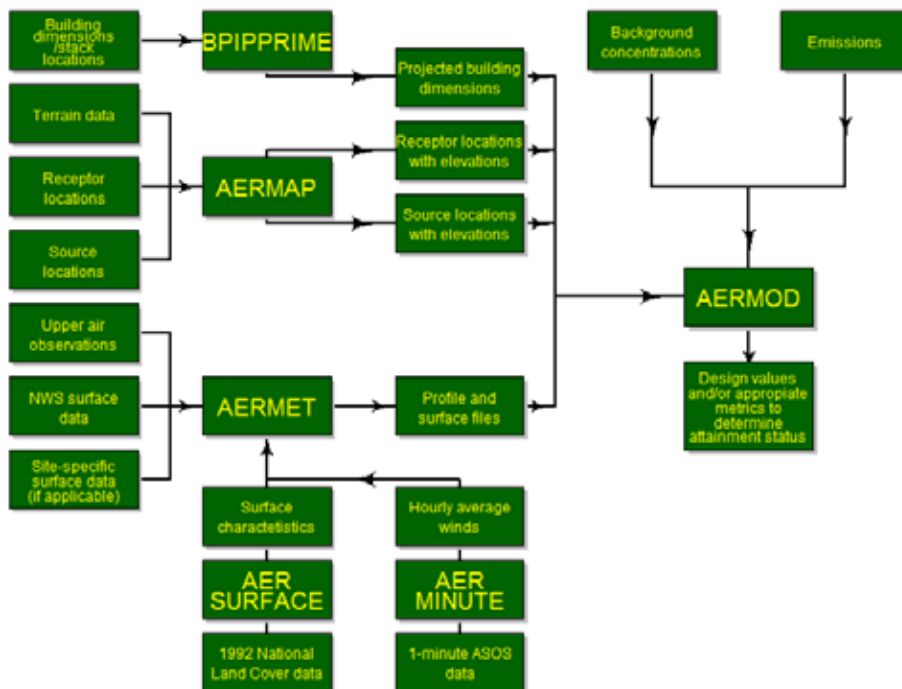 Building
dimensions
/stack
locations
BPIPPRIME
Projected building
dimensions
Background
concentrations
Emissions
Terrain data
Receptor
locations
Source
locations
AERMAP
Receptor locations
with elevations
Source locations
with elevations
AERMOD
Design values
and/or appropiate
metrics to
determine
attainment status
Upper air
observations
NWS surface
data
Site-specific
surface data
(if applicable)
AERMET
Profile and
surface files
Surface
charactetistics
Hourly average
winds
AER
SURFACE
AER
MINUTE
1992 National
Land Cover data
1-minute ASOS
data